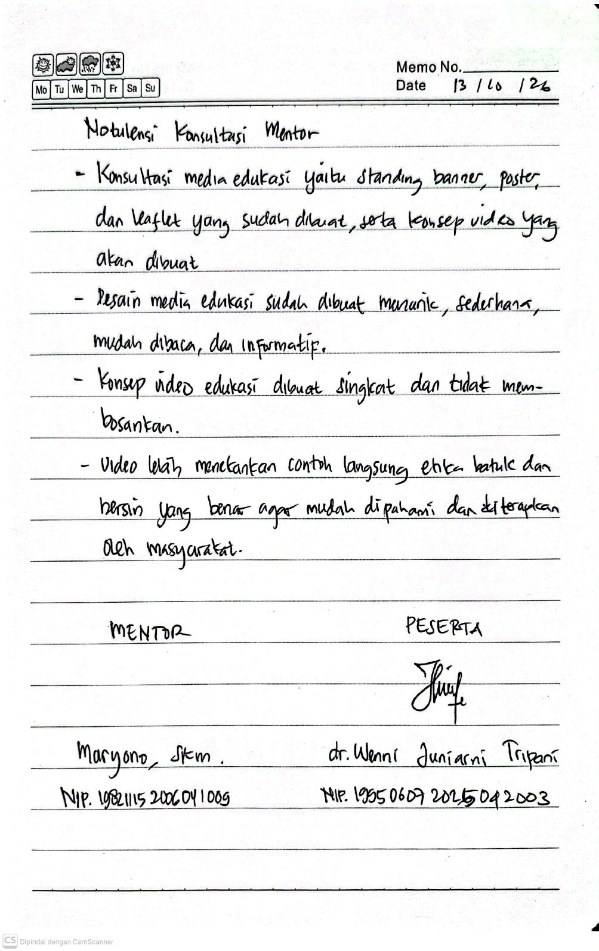 Memo No.
Mo Tu We Th Fr Sa Su
Date 13 / 10 / 26
Notulensi Konsultasi Mentor
- Konsultasi media edukasi yaitu standing banner, poster,
dan leaflet yang sudah dibuat, serta konsep video yang
akan dibuat
- Desain media edukasi sudah dibuat menarik, sederhana,
mudah dibaca, dan informatif.
- Konsep video edukasi dibuat singkat dan tidak mem-
bosankan.
- Video lebih menekankan contoh langsung etika batuk dan
bersin yang benar agar mudah dipahami dan diterapkan
oleh masyarakat.
MENTOR PESERTA
Maryono, SKM. dr. Wenni Juniarni Tripani
NIP. 19821115 200604 1 005 NIP. 19950609 202504 2003
CS Dipindai dengan CamScanner